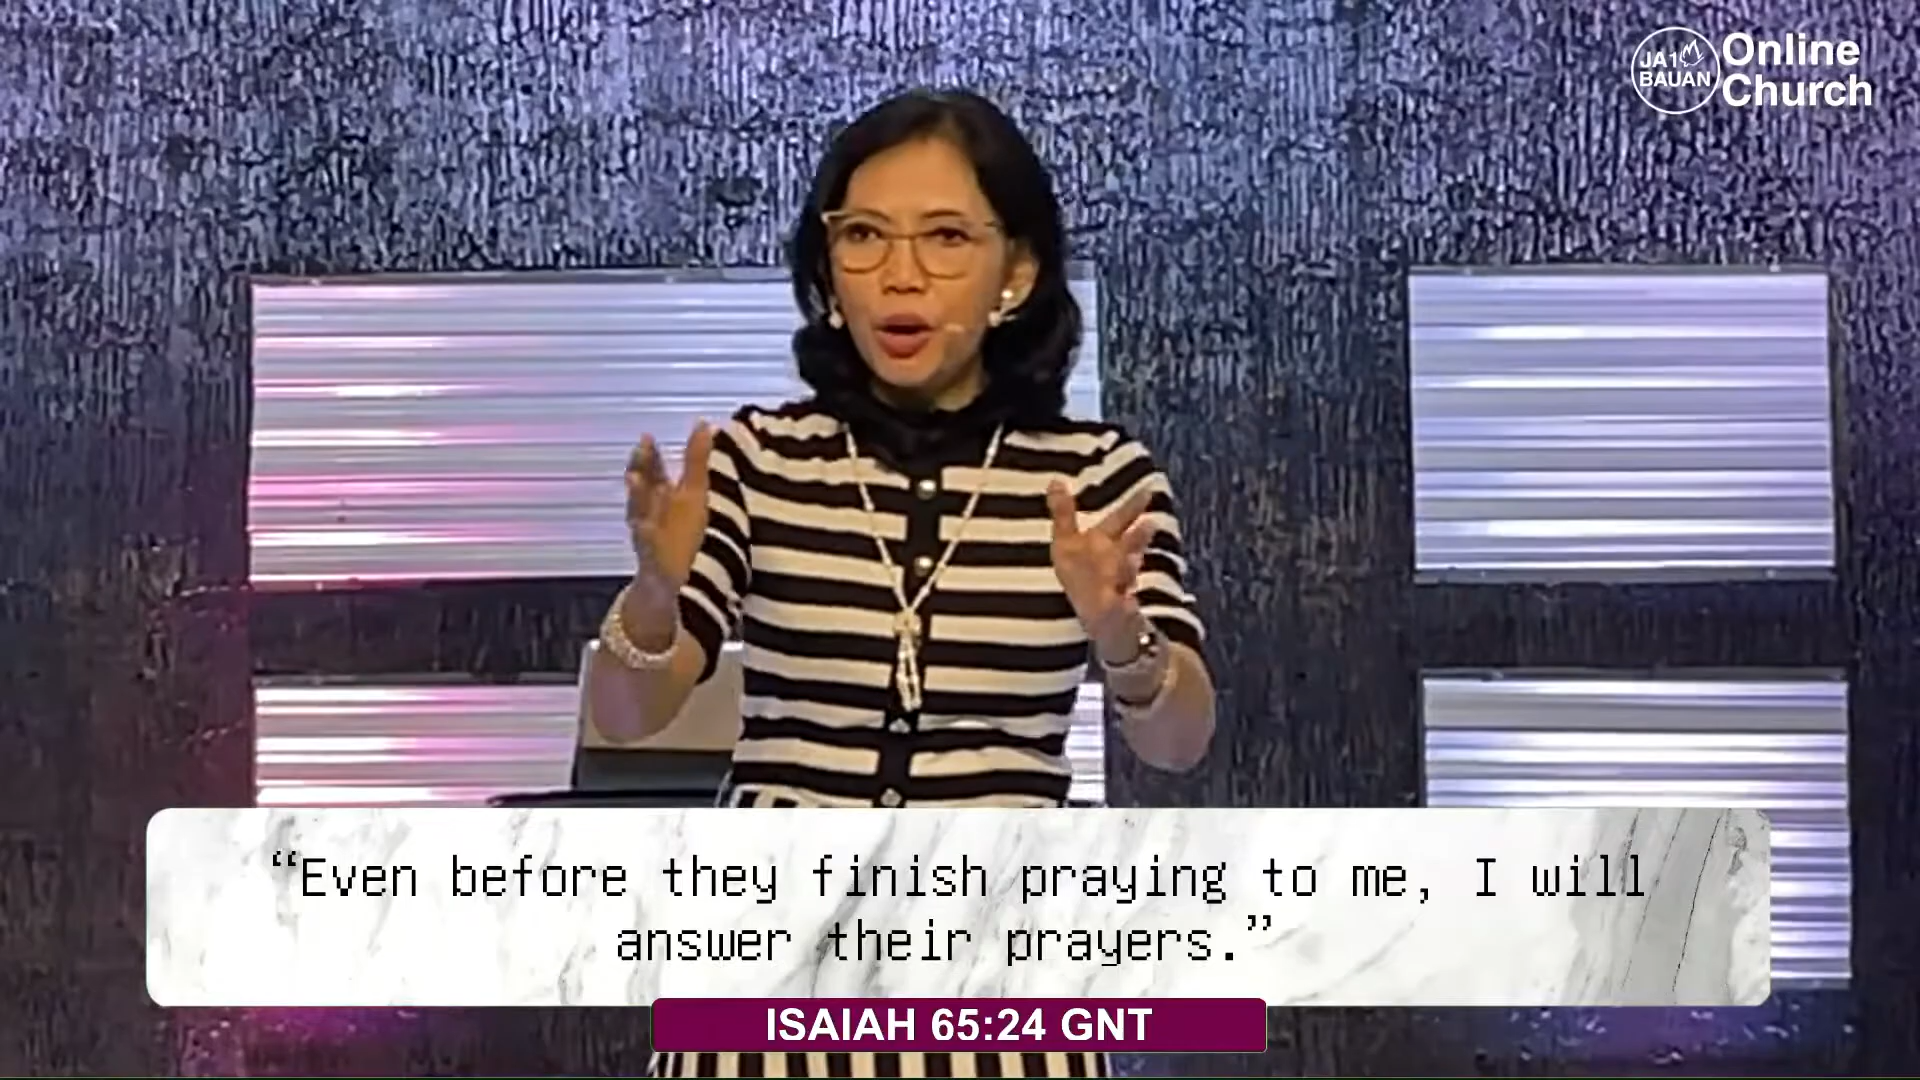 JA1
BAUAN
Online
Church
“Even before they finish praying to me, I will
answer their prayers.”
ISAIAH 65:24 GNT